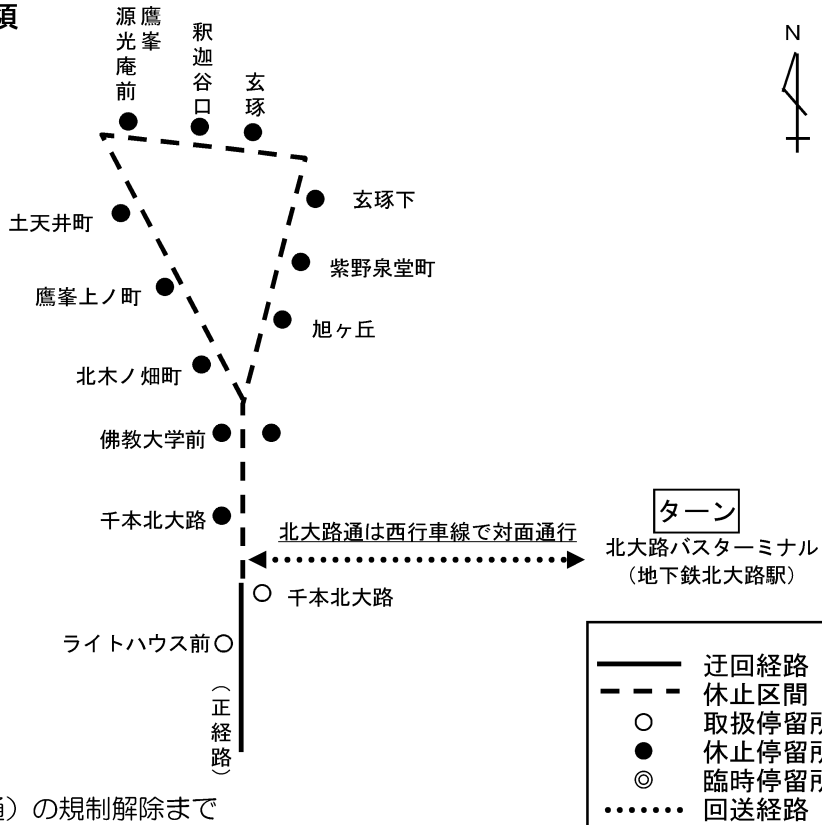 項
鷹峯
源光庵前
釈迦谷口
玄琢
N
土天井町
玄琢下
鷹峯上ノ町
紫野泉堂町
旭ヶ丘
北木ノ畑町
佛教大学前
千本北大路
北大路通は西行車線で対面通行
ターン
北大路バスターミナル
（地下鉄北大路駅）
千本北大路
ライトハウス前
（正経路）
迂回経路
休止区間
取扱停留所
休止停留所
臨時停留所
回送経路
通）の規制解除まで